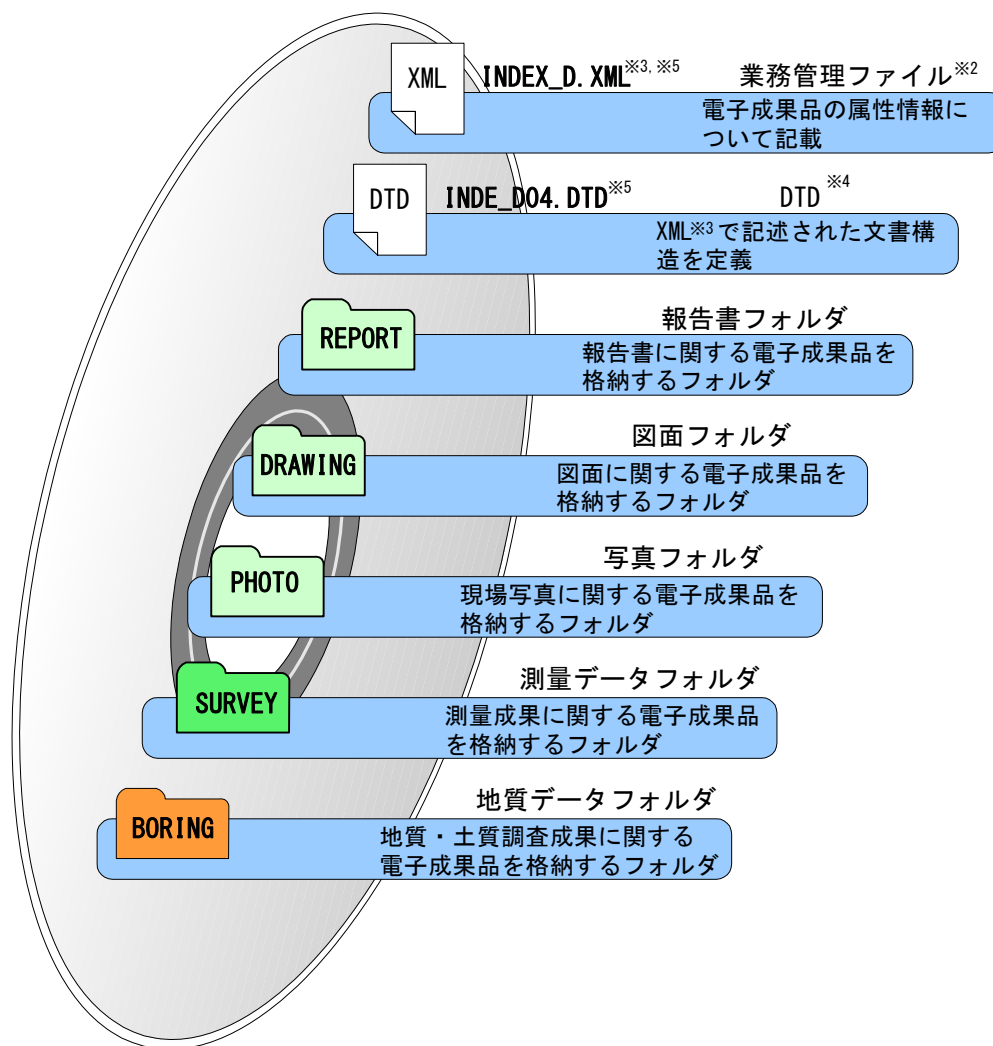 XML
INDEX_D.XML※3,※5 業務管理ファイル※2
電子成果品の属性情報に
ついて記載
DTD
INDE_D04.DTD※5 DTD※4
XML※3で記述された文書構
造を定義
報告書フォルダ
REPORT
報告書に関する電子成果品を
格納するフォルダ
図面フォルダ
DRAWING
図面に関する電子成果品を
格納するフォルダ
写真フォルダ
PHOTO
現場写真に関する電子成果品を
格納するフォルダ
測量データフォルダ
SURVEY
測量成果に関する電子成果品
を格納するフォルダ
地質データフォルダ
BORING
地質・土質調査成果に関する
電子成果品を格納するフォルダ